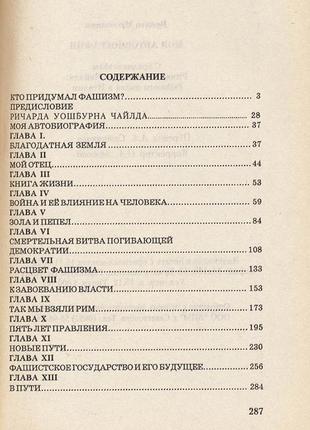 СОДЕРЖАНИЕ
КТО ПРИДУМАЛ ФАШИЗМ? 3
ПРЕДИСЛОВИЕ
РИЧАРДА УОШБУРНА ЧАЙЛДА 28
МОЯ АВТОБИОГРАФИЯ 37
ГЛАВА I.
БЛАГОДАТНАЯ ЗЕМЛЯ 37
ГЛАВА II
МОЙ ОТЕЦ 44
ГЛАВА III
КНИГА ЖИЗНИ 53
ГЛАВА IV
ВОЙНА И ЕЁ ВЛИЯНИЕ НА ЧЕЛОВЕКА 59
ГЛАВА V
ЗОЛА И ПЕПЕЛ 84
ГЛАВА VI
СМЕРТЕЛЬНАЯ БИТВА ПОГИБАЮЩЕЙ
ДЕМОКРАТИИ 108
ГЛАВА VII
РАСЦВЕТ ФАШИЗМА 133
ГЛАВА VIII
К ЗАВОЕВАНИЮ ВЛАСТИ 153
ГЛАВА IX
ТАК МЫ ВЗЯЛИ РИМ 173
ГЛАВА X
ПЯТЬ ЛЕТ ПРАВЛЕНИЯ 195
ГЛАВА XI
НОВЫЕ ПУТИ 230
ГЛАВА XII
ФАШИСТСКОЕ ГОСУДАРСТВО И ЕГО БУДУЩЕЕ 256
ГЛАВА XIII
В ПУТИ 284
287